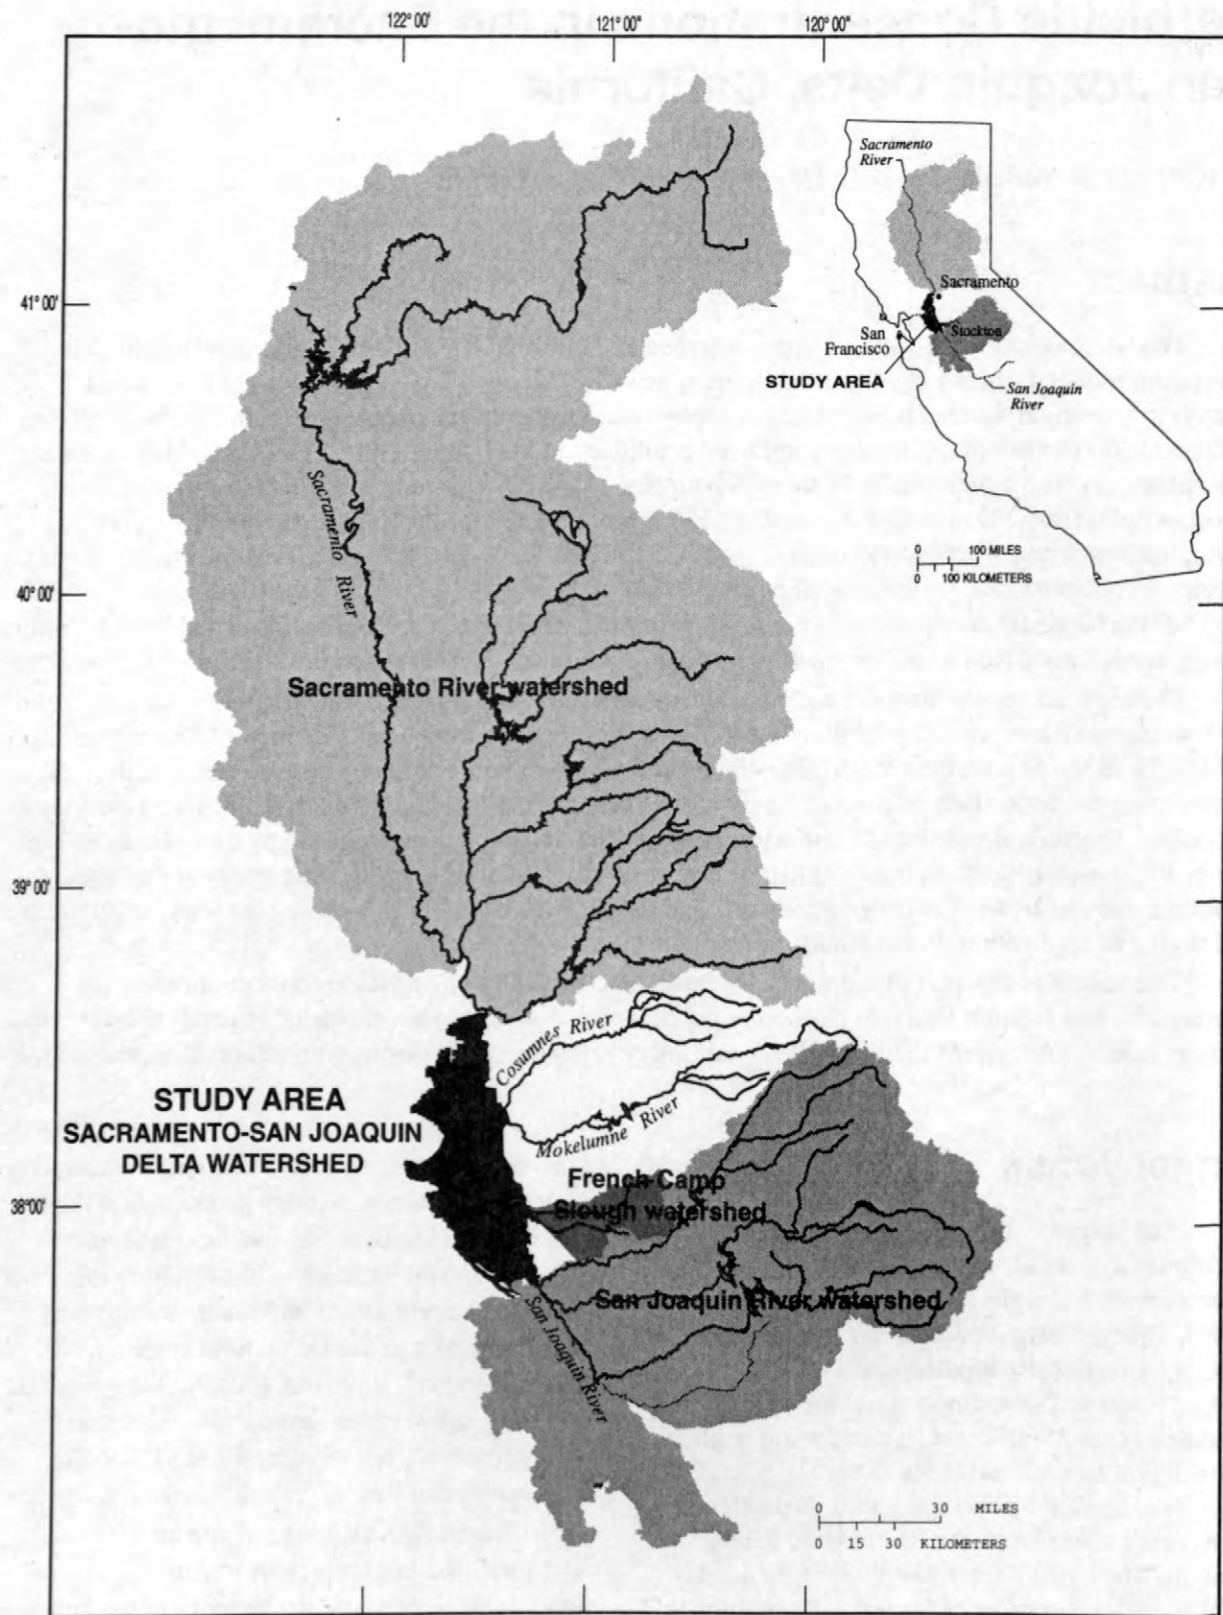 122°00'
121°00'
120°00'
41°00'
40°00'
39°00'
38°00'
Sacramento
River
Sacramento
San
Francisco
Stockton
STUDY AREA
San Joaquin
River
0 100 MILES
0 100 KILOMETERS
Sacramento River
Sacramento River watershed
Cosumnes River
Mokelumne River
STUDY AREA
SACRAMENTO-SAN JOAQUIN
DELTA WATERSHED
French Camp
Slough watershed
San Joaquin River watershed
San Joaquin River
0 30 MILES
0 15 30 KILOMETERS